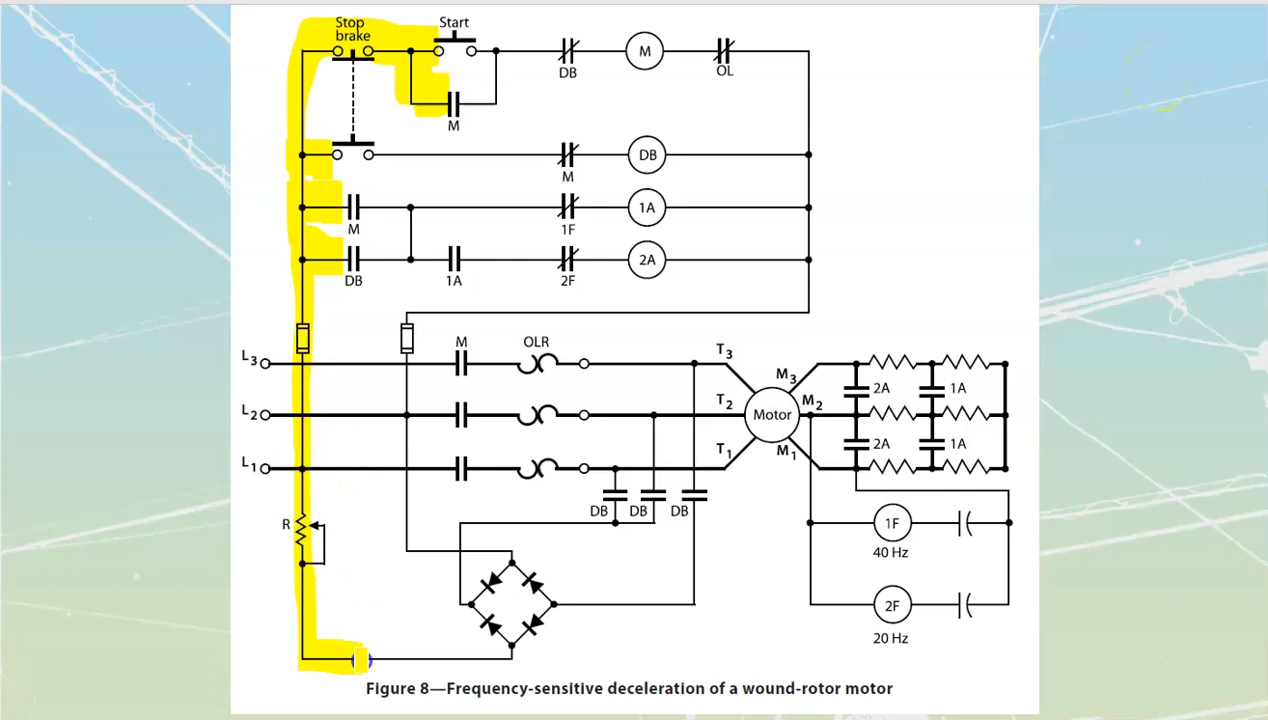 Stop
brake
Start
DB
M
OL
M
DB
M
M
1F
1A
DB
1A
2F
2A
L3
M
OLR
T3
M3
2A
1A
L2
T2
Motor
M2
L1
T1
M1
2A
1A
DB
DB
DB
R
1F
40 Hz
2F
20 Hz
Figure 8—Frequency-sensitive deceleration of a wound-rotor motor